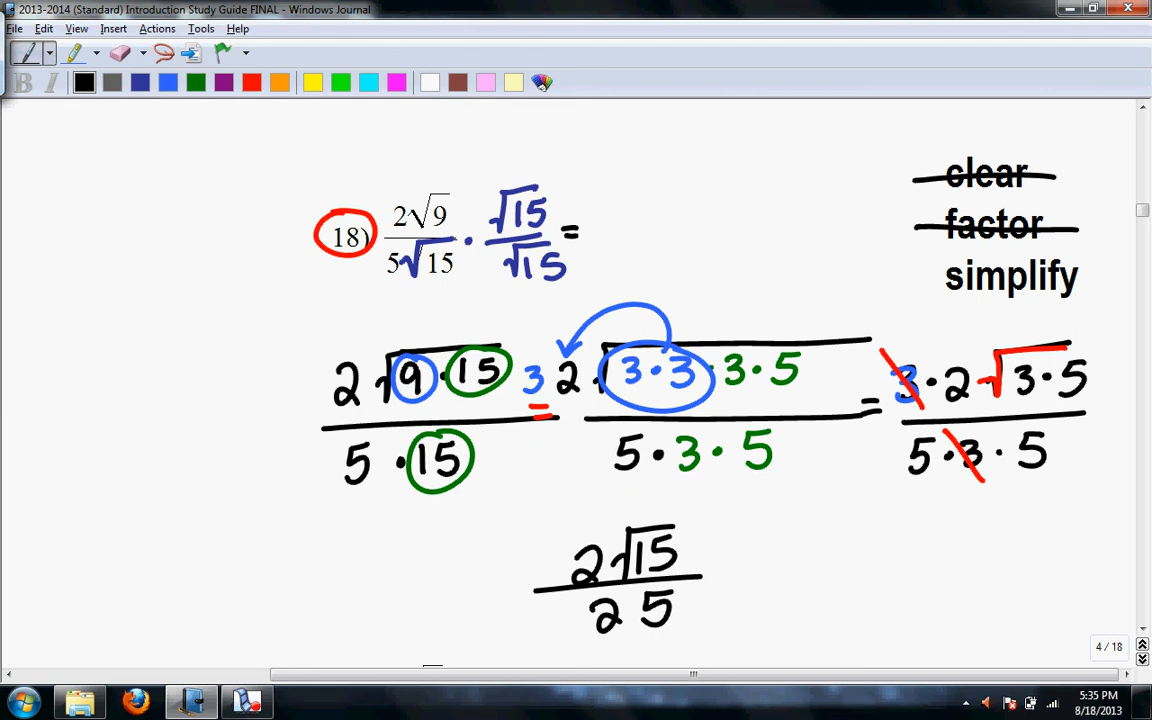 2013-2014 (Standard) Introduction Study Guide FINAL - Windows Journal
File Edit View Insert Actions Tools Help
B I
clear
factor
simplify
18) 2√9 / 5√15 · √15 / √15 =
2√9·15 / 5·15 3 2√3·3·3·5 / 5·3·5 = 3·2√3·5 / 5·3·5
2√15
25
4 / 18
5:35 PM
8/18/2013